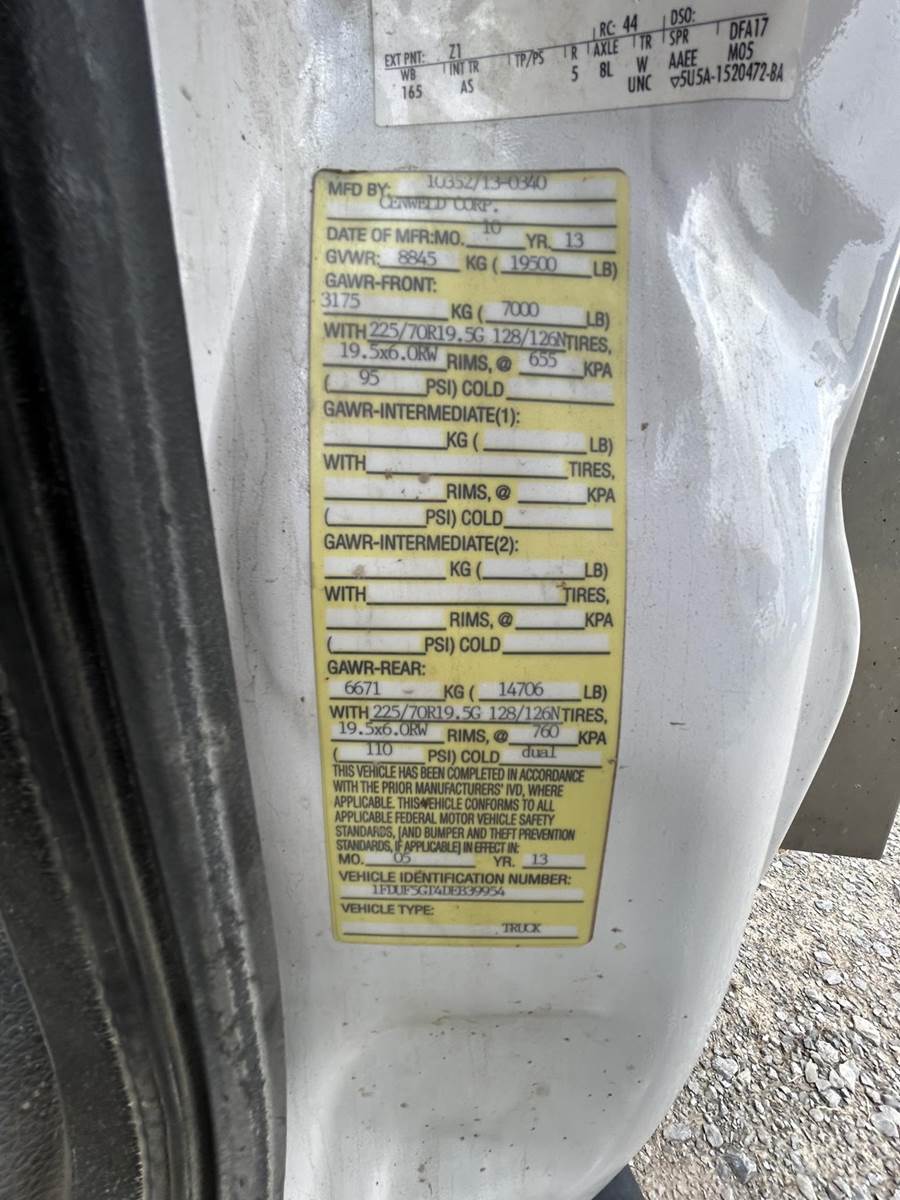 RC: 44 DSO:
EXT PNT: Z1
WB INT TR TP/PS R AXLE TR SPR DFA17
165 AS 5 8L W AAEE M05
UNC ▽5U5A-1520472-BA
10352/13-0340
MFD BY: CENWELD CORP.
DATE OF MFR:MO. 10 YR. 13
GVWR: 8845 KG ( 19500 LB)
GAWR-FRONT:
3175 KG ( 7000 LB)
WITH 225/70R19.5G 128/126N TIRES,
19.5x6.0RW RIMS, @ 655 KPA
( 95 PSI) COLD
GAWR-INTERMEDIATE(1):
KG ( LB)
WITH TIRES,
RIMS, @ KPA
( PSI) COLD
GAWR-INTERMEDIATE(2):
KG ( LB)
WITH TIRES,
RIMS, @ KPA
( PSI) COLD
GAWR-REAR:
6671 KG ( 14706 LB)
WITH 225/70R19.5G 128/126N TIRES,
19.5x6.0RW RIMS, @ 760 KPA
( 110 PSI) COLD dual
THIS VEHICLE HAS BEEN COMPLETED IN ACCORDANCE
WITH THE PRIOR MANUFACTURERS' IVD, WHERE
APPLICABLE. THIS VEHICLE CONFORMS TO ALL
APPLICABLE FEDERAL MOTOR VEHICLE SAFETY
STANDARDS, [AND BUMPER AND THEFT PREVENTION
STANDARDS, IF APPLICABLE] IN EFFECT IN:
MO. 05 YR. 13
VEHICLE IDENTIFICATION NUMBER:
1FDUF5GT4DEB39954
VEHICLE TYPE:
TRUCK